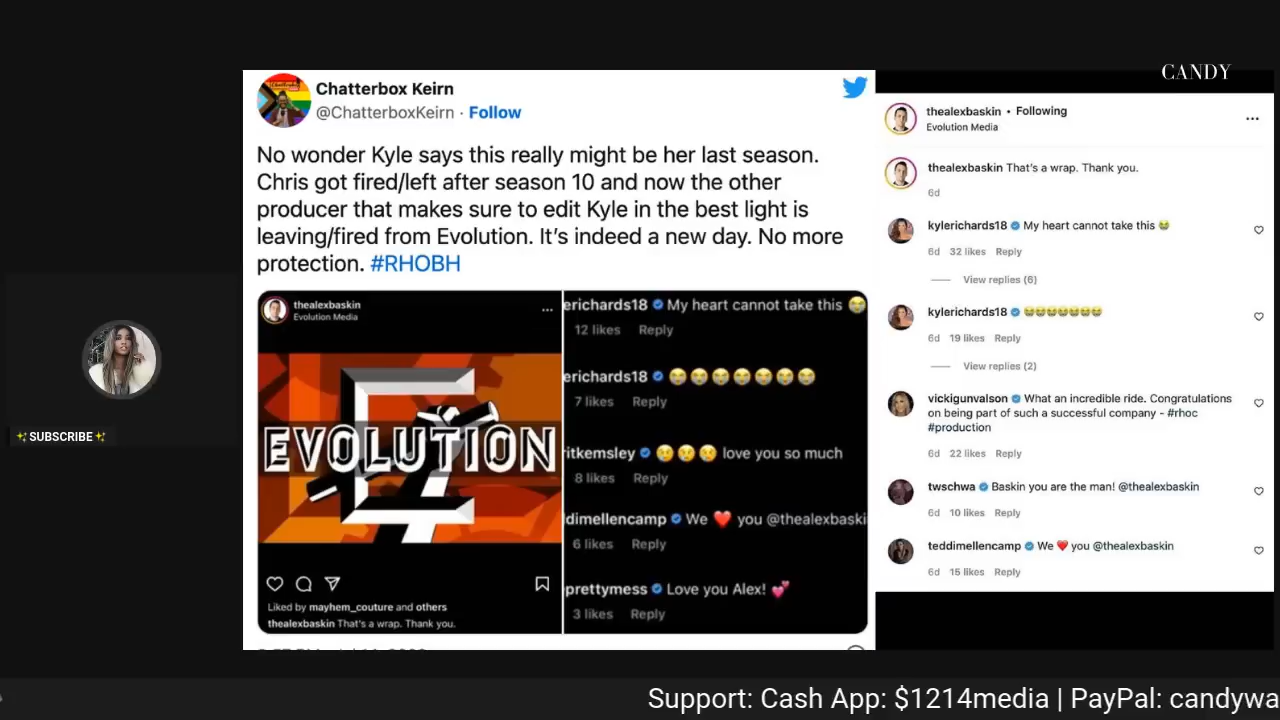 CANDY
Chatterbox Keirn
@ChatterboxKeirn · Follow
No wonder Kyle says this really might be her last season.
Chris got fired/left after season 10 and now the other
producer that makes sure to edit Kyle in the best light is
leaving/fired from Evolution. It's indeed a new day. No more
protection. #RHOBH
thealexbaskin
Evolution Media
EVOLUTION
Liked by mayhem_couture and others
thealexbaskin That's a wrap. Thank you.
erichards18 My heart cannot take this 😭
12 likes Reply
erichards18 😭😭😭😭😭😭😭
7 likes Reply
ritkemsley 😢😢😢 love you so much
8 likes Reply
dimellencamp We ❤️ you @thealexbaski
6 likes Reply
prettymess Love you Alex! 💕
3 likes Reply
thealexbaskin • Following
Evolution Media
thealexbaskin That's a wrap. Thank you.
6d
kylerichards18 My heart cannot take this 😭
6d 32 likes Reply
View replies (6)
kylerichards18 😭😭😭😭😭😭😭
6d 19 likes Reply
View replies (2)
vickigunvalson What an incredible ride. Congratulations
on being part of such a successful company - #rhoc
#production
6d 22 likes Reply
twschwa Baskin you are the man! @thealexbaskin
6d 10 likes Reply
teddimellencamp We ❤️ you @thealexbaskin
6d 15 likes Reply
✨SUBSCRIBE✨
Support: Cash App: $1214media | PayPal: candywa